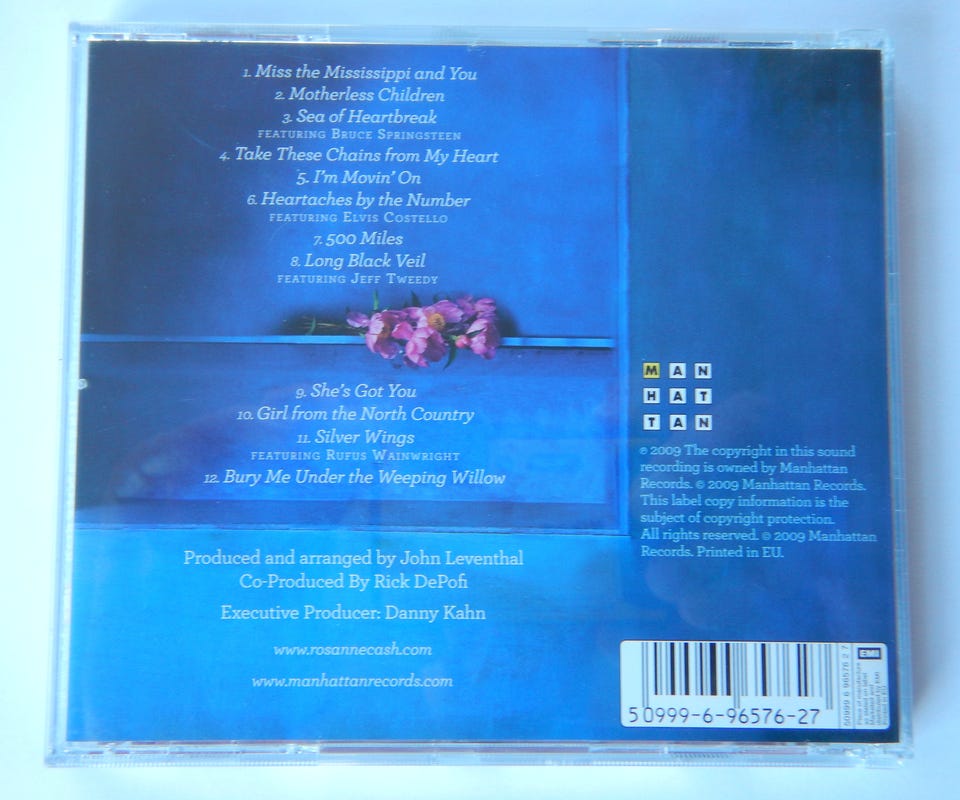 1. Miss the Mississippi and You
2. Motherless Children
3. Sea of Heartbreak
FEATURING BRUCE SPRINGSTEEN
4. Take These Chains from My Heart
5. I'm Movin' On
6. Heartaches by the Number
FEATURING ELVIS COSTELLO
7. 500 Miles
8. Long Black Veil
FEATURING JEFF TWEEDY
9. She's Got You
10. Girl from the North Country
11. Silver Wings
FEATURING RUFUS WAINWRIGHT
12. Bury Me Under the Weeping Willow
Produced and arranged by John Leventhal
Co-Produced By Rick DePofi
Executive Producer: Danny Kahn
www.rosannecash.com
www.manhattanrecords.com
MAN
HAT
TAN
℗ 2009 The copyright in this sound
recording is owned by Manhattan
Records. © 2009 Manhattan Records.
This label copy information is the
subject of copyright protection.
All rights reserved. © 2009 Manhattan
Records. Printed in EU.
5 0999-6-96576-27
50999 6 96576 2 7
EMI